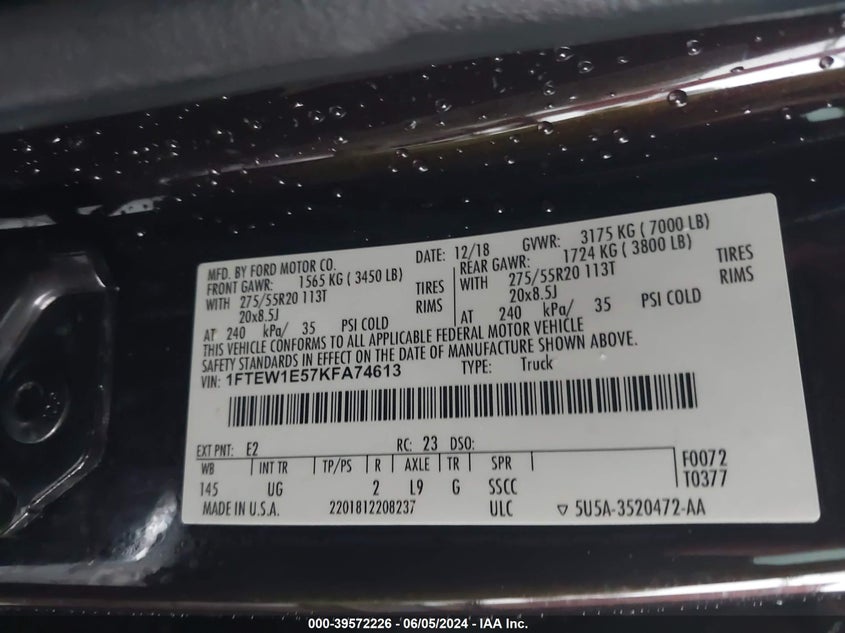 MFD. BY FORD MOTOR CO. DATE: 12/18 GVWR: 3175 KG ( 7000 LB)
FRONT GAWR: 1565 KG ( 3450 LB) REAR GAWR: 1724 KG ( 3800 LB)
WITH 275/55R20 113T TIRES WITH 275/55R20 113T TIRES
20x8.5J RIMS 20x8.5J RIMS
AT 240 kPa/ 35 PSI COLD AT 240 kPa/ 35 PSI COLD
THIS VEHICLE CONFORMS TO ALL APPLICABLE FEDERAL MOTOR VEHICLE
SAFETY STANDARDS IN EFFECT ON THE DATE OF MANUFACTURE SHOWN ABOVE.
VIN: 1FTEW1E57KFA74613 TYPE: Truck
EXT PNT: E2 RC: 23 DSO:
WB INT TR TP/PS R AXLE TR SPR F0072
145 UG 2 L9 G SSCC T0377
MADE IN U.S.A. 2201812208237 ULC ▽ 5U5A-3520472-AA
000-39572226 - 06/05/2024 - IAA Inc.